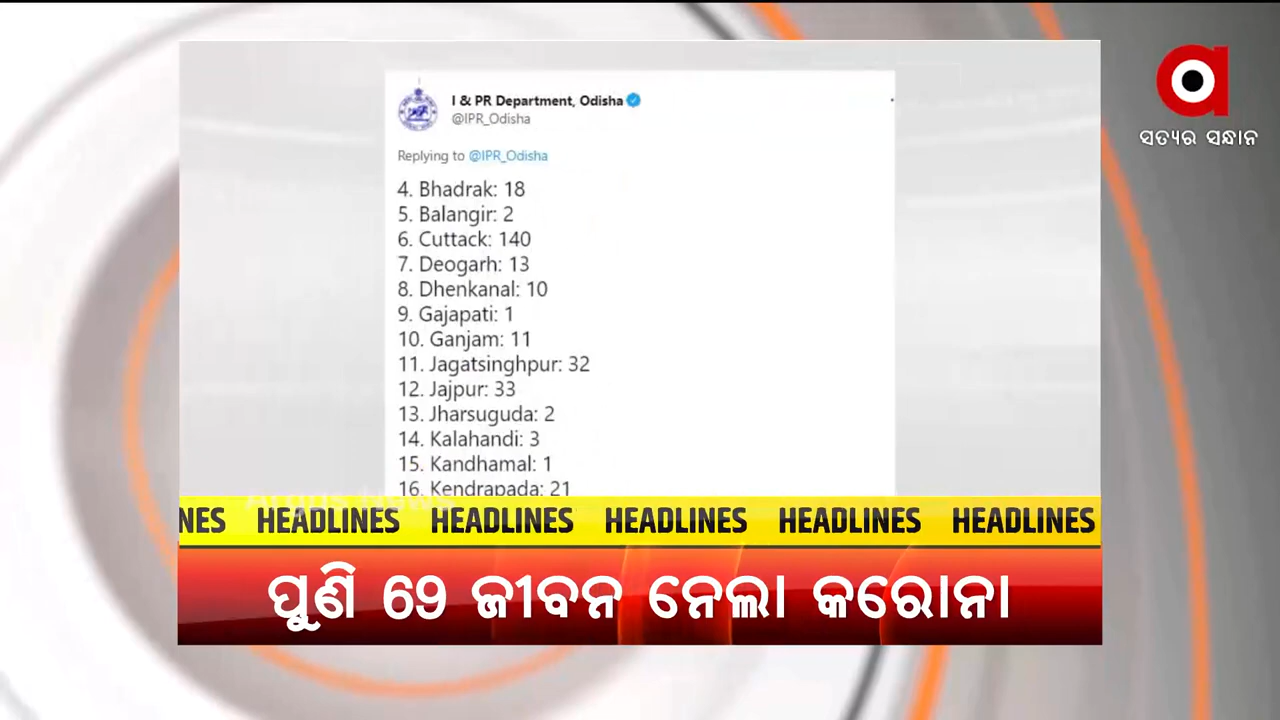 I & PR Department, Odisha
@IPR_Odisha
ସତ୍ୟର ସନ୍ଧାନ
Replying to @IPR_Odisha
4. Bhadrak: 18
5. Balangir: 2
6. Cuttack: 140
7. Deogarh: 13
8. Dhenkanal: 10
9. Gajapati: 1
10. Ganjam: 11
11. Jagatsinghpur: 32
12. Jajpur: 33
13. Jharsuguda: 2
14. Kalahandi: 3
15. Kandhamal: 1
16. Kendrapada: 21
Argus News
NES HEADLINES HEADLINES HEADLINES HEADLINES HEADLINES
ପୁଣି 69 ଜୀବନ ନେଲା କରୋନା